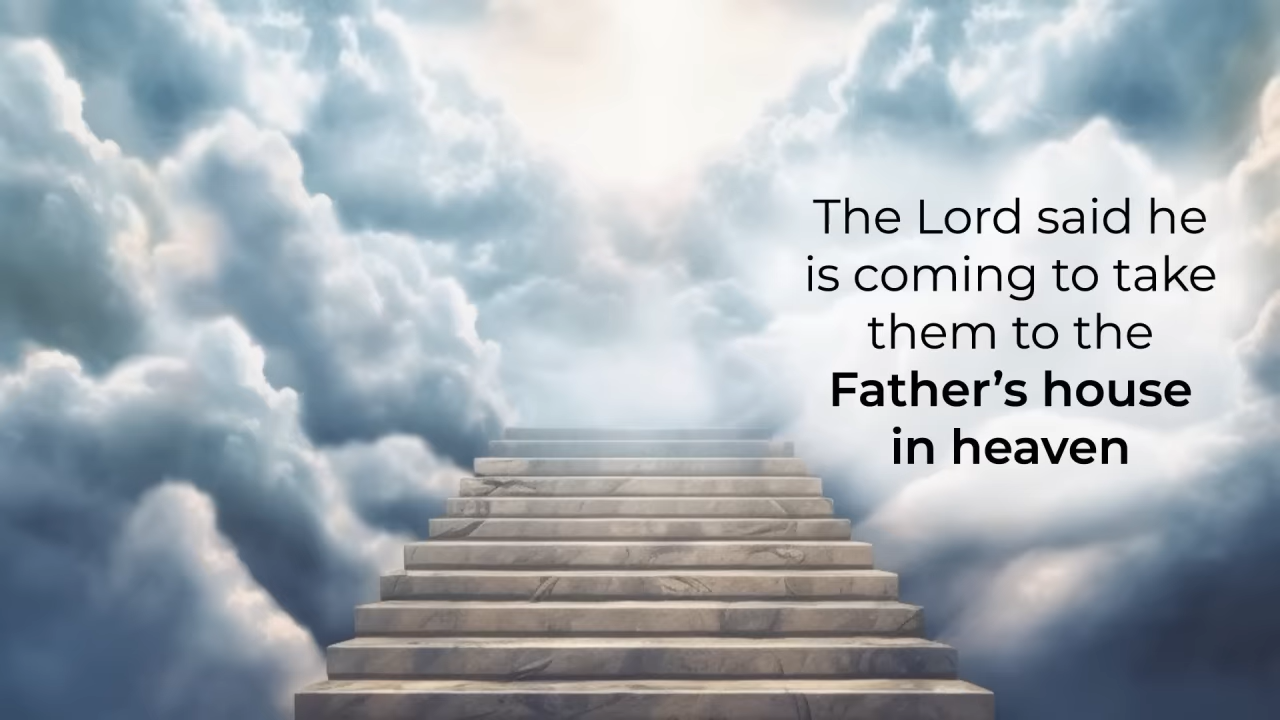 The Lord said he
is coming to take
them to the
Father’s house
in heaven